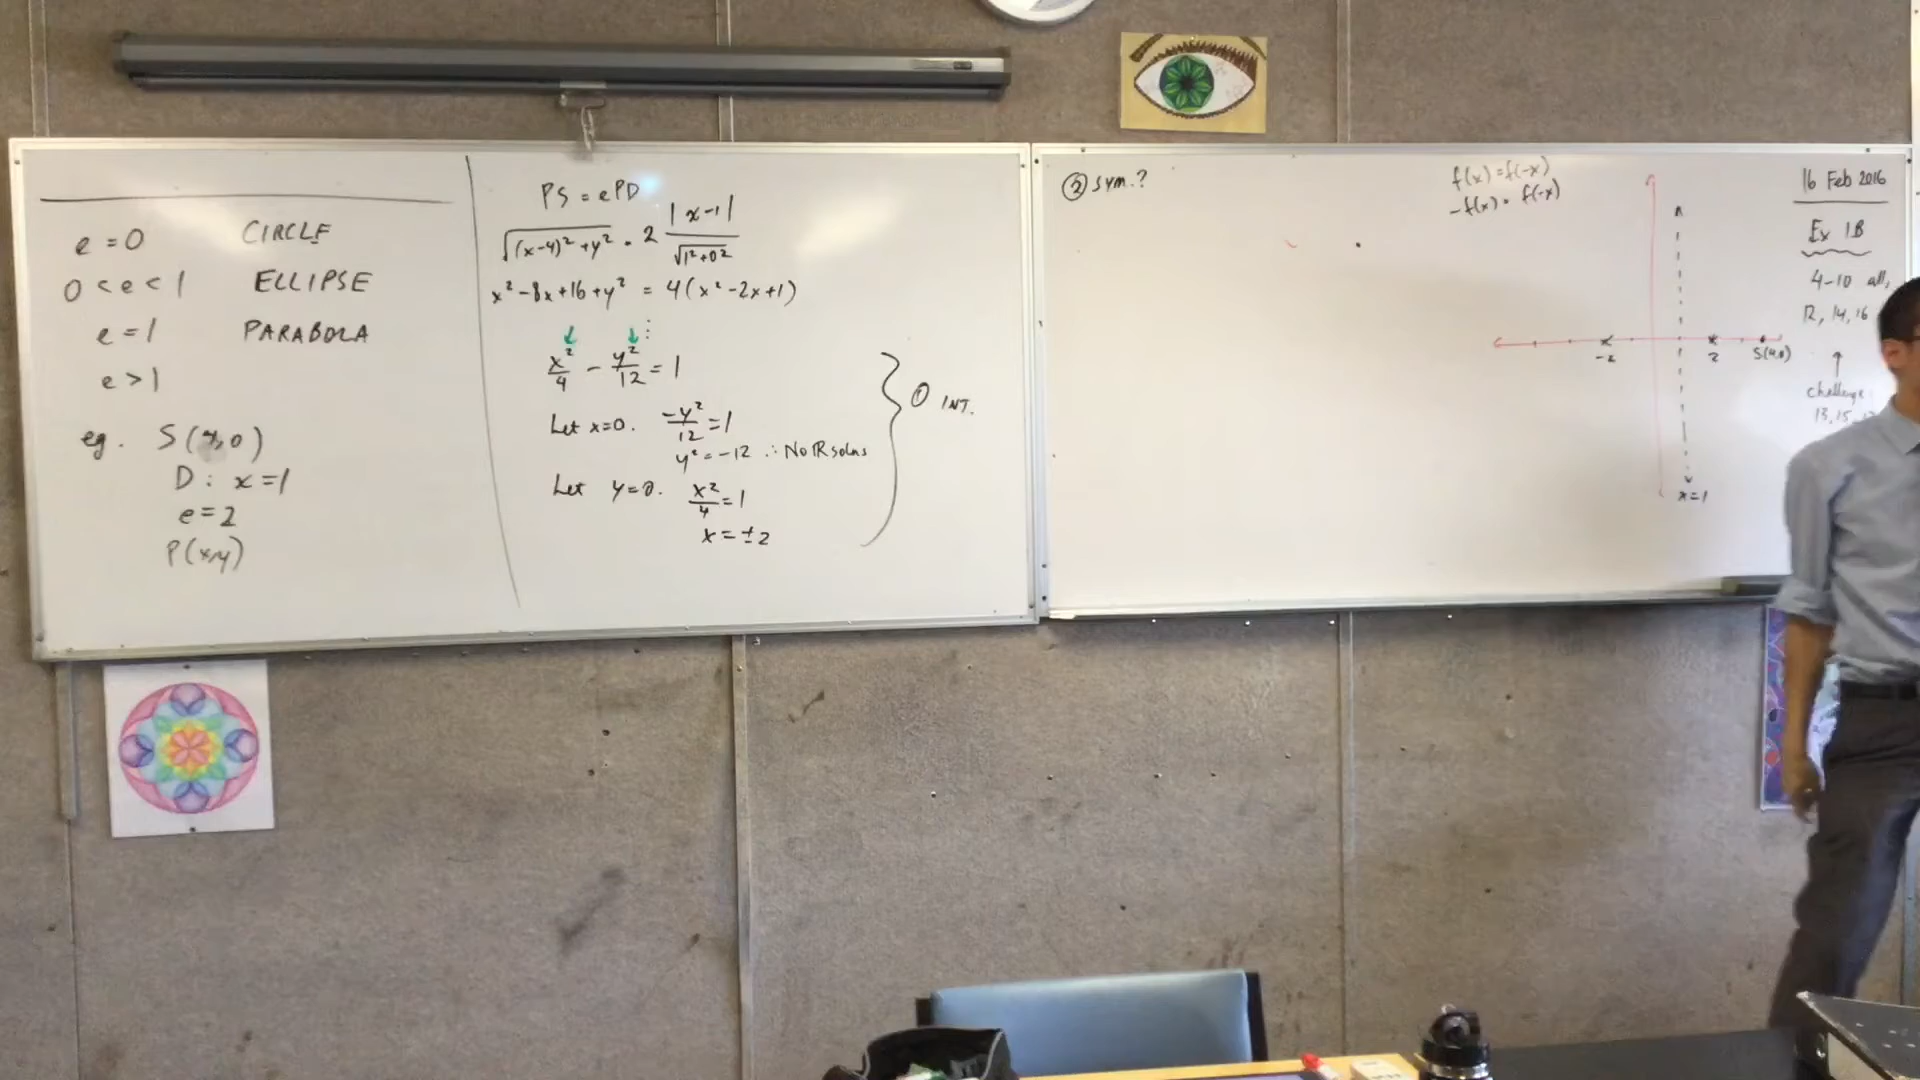 e = 0 CIRCLE
0 < e < 1 ELLIPSE
e = 1 PARABOLA
e > 1
eg. S(4,0)
D: x = 1
e = 2
P(x,y)
PS = ePD
√((x-4)² + y²) = 2 |x-1| / √(1²+0²)
x² - 8x + 16 + y² = 4(x² - 2x + 1)
⋮
x²/4 - y²/12 = 1
Let x=0. -y²/12 = 1
y² = -12 ∴ No ℝ solns
Let y=0. x²/4 = 1
x = ±2
① INT.
② sym.?
f(x) = f(-x)
-f(x) = f(-x)
-2 2 S(4,0)
x=1
16 Feb 2016
Ex 1B
4-10 all,
12, 14, 16
↑
challenge
13, 15,